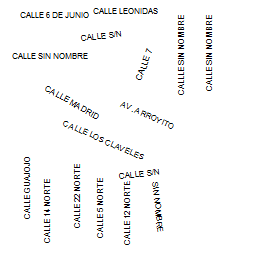 CALLE LEONIDAS
CALLE 6 DE JUNIO
CALLE S/N
CALLE SIN NOMBRE
CALLE 7
CALLE SIN NOMBRE
CALLE SIN NOMBRE
CALLE MADRID
AV. ARROYITO
CALLE LOS CLAVELES
CALLE GUAJOJO
CALLE 14 NORTE
CALLE 22 NORTE
CALLE 5 NORTE
CALLE 12 NORTE
CALLE S/N
SIN NOMBRE